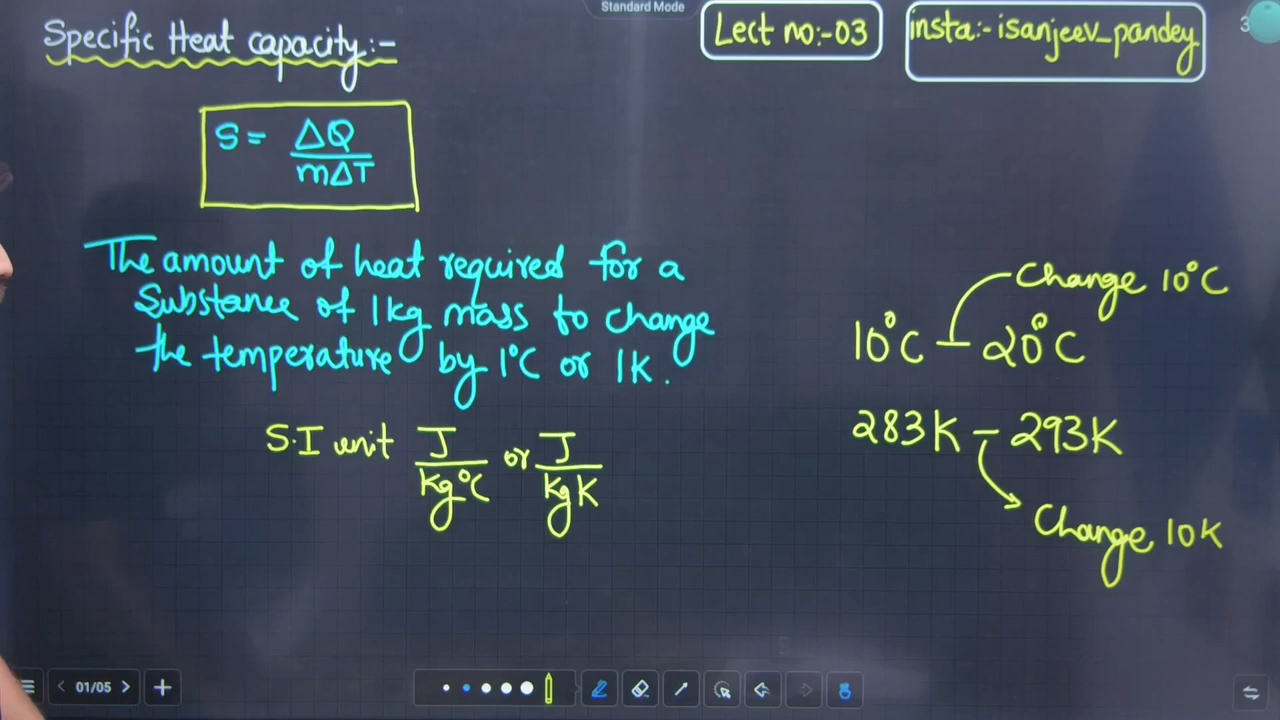 Standard Mode
Specific Heat capacity:-
Lect no:-03
insta:-isanjeev_pandey
3
S = ΔQ / mΔT
The amount of heat required for a
Substance of 1kg mass to change
the temperature by 1°C or 1K.
S.I unit J/kg°C or J/kg K
Change 10°C
10°C – 20°C
283K – 293K
Change 10K
01/05